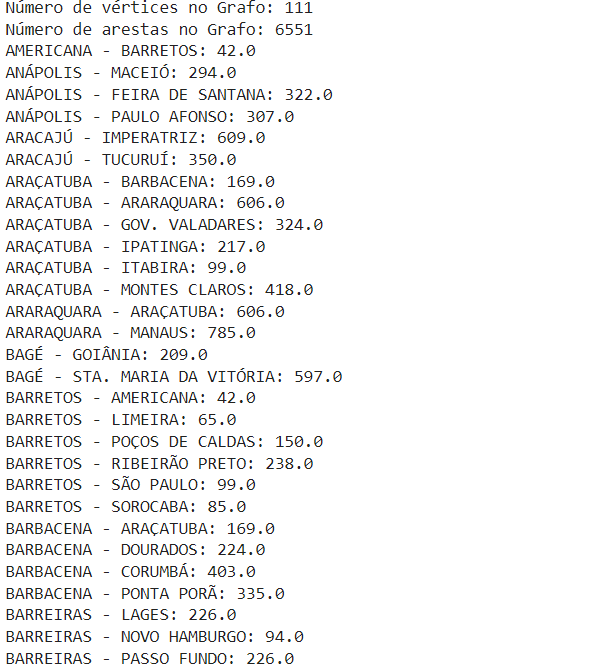 Número de vértices no Grafo: 111
Número de arestas no Grafo: 6551
AMERICANA - BARRETOS: 42.0
ANÁPOLIS - MACEIÓ: 294.0
ANÁPOLIS - FEIRA DE SANTANA: 322.0
ANÁPOLIS - PAULO AFONSO: 307.0
ARACAJÚ - IMPERATRIZ: 609.0
ARACAJÚ - TUCURUÍ: 350.0
ARAÇATUBA - BARBACENA: 169.0
ARAÇATUBA - ARARAQUARA: 606.0
ARAÇATUBA - GOV. VALADARES: 324.0
ARAÇATUBA - IPATINGA: 217.0
ARAÇATUBA - ITABIRA: 99.0
ARAÇATUBA - MONTES CLAROS: 418.0
ARARAQUARA - ARAÇATUBA: 606.0
ARARAQUARA - MANAUS: 785.0
BAGÉ - GOIÂNIA: 209.0
BAGÉ - STA. MARIA DA VITÓRIA: 597.0
BARRETOS - AMERICANA: 42.0
BARRETOS - LIMEIRA: 65.0
BARRETOS - POÇOS DE CALDAS: 150.0
BARRETOS - RIBEIRÃO PRETO: 238.0
BARRETOS - SÃO PAULO: 99.0
BARRETOS - SOROCABA: 85.0
BARBACENA - ARAÇATUBA: 169.0
BARBACENA - DOURADOS: 224.0
BARBACENA - CORUMBÁ: 403.0
BARBACENA - PONTA PORÃ: 335.0
BARREIRAS - LAGES: 226.0
BARREIRAS - NOVO HAMBURGO: 94.0
BARREIRAS - PASSO FUNDO: 226.0